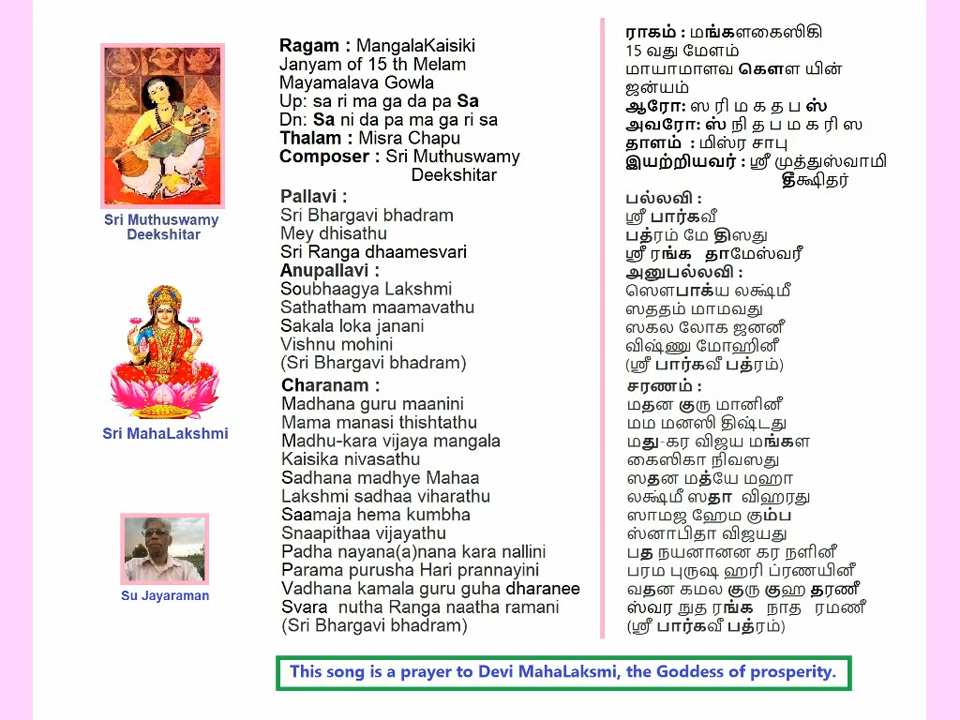 Sri Muthuswamy
Deekshitar
Sri MahaLakshmi
Su Jayaraman
Ragam : MangalaKaisiki
Janyam of 15 th Melam
Mayamalava Gowla
Up: sa ri ma ga da pa Sa
Dn: Sa ni da pa ma ga ri sa
Thalam : Misra Chapu
Composer : Sri Muthuswamy
Deekshitar
Pallavi :
Sri Bhargavi bhadram
Mey dhisathu
Sri Ranga dhaamesvari
Anupallavi :
Soubhaagya Lakshmi
Sathatham maamavathu
Sakala loka janani
Vishnu mohini
(Sri Bhargavi bhadram)
Charanam :
Madhana guru maanini
Mama manasi thishtathu
Madhu-kara vijaya mangala
Kaisika nivasathu
Sadhana madhye Mahaa
Lakshmi sadhaa viharathu
Saamaja hema kumbha
Snaapithaa vijayathu
Padha nayana(a)nana kara nallini
Parama purusha Hari prannayini
Vadhana kamala guru guha dharanee
Svara nutha Ranga naatha ramani
(Sri Bhargavi bhadram)
ராகம் : மங்களகைஸிகி
15 வது மேளம்
மாயாமாளவ கௌள யின்
ஜன்யம்
ஆரோ: ஸ ரி ம க த ப ஸ்
அவரோ: ஸ் நி த ப ம க ரி ஸ
தாளம் : மிஸ்ர சாபு
இயற்றியவர் : ஸ்ரீ முத்துஸ்வாமி
தீக்ஷிதர்
பல்லவி :
ஸ்ரீ பார்கவீ
பத்ரம் மே திஸது
ஸ்ரீ ரங்க தாமேஸ்வரீ
அனுபல்லவி :
ஸௌபாக்ய லக்ஷ்மீ
ஸததம் மாமவது
ஸகல லோக ஜனனீ
விஷ்ணு மோஹினீ
(ஸ்ரீ பார்கவீ பத்ரம்)
சரணம் :
மதன குரு மானினீ
மம மனஸி திஷ்டது
மது-கர விஜய மங்கள
கைஸிகா நிவஸது
ஸதன மத்யே மஹா
லக்ஷ்மீ ஸதா விஹரது
ஸாமஜ ஹேம கும்ப
ஸ்னாபிதா விஜயது
பத நயனானன கர நளினீ
பரம புருஷ ஹரி ப்ரணயினீ
வதன கமல குரு குஹ தரணீ
ஸ்வர நுத ரங்க நாத ரமணீ
(ஸ்ரீ பார்கவீ பத்ரம்)
This song is a prayer to Devi MahaLaksmi, the Goddess of prosperity.